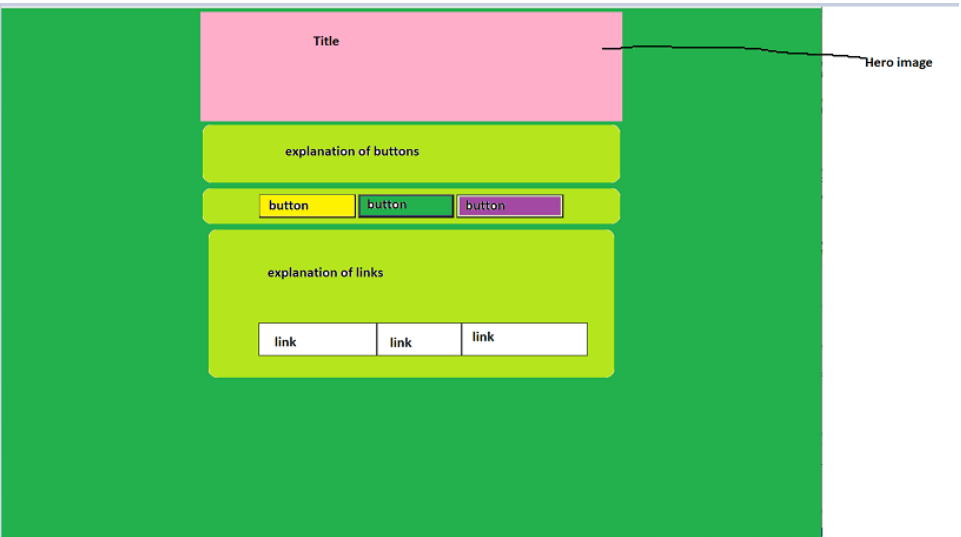 Title
Hero image
explanation of buttons
button button button
explanation of links
link link link